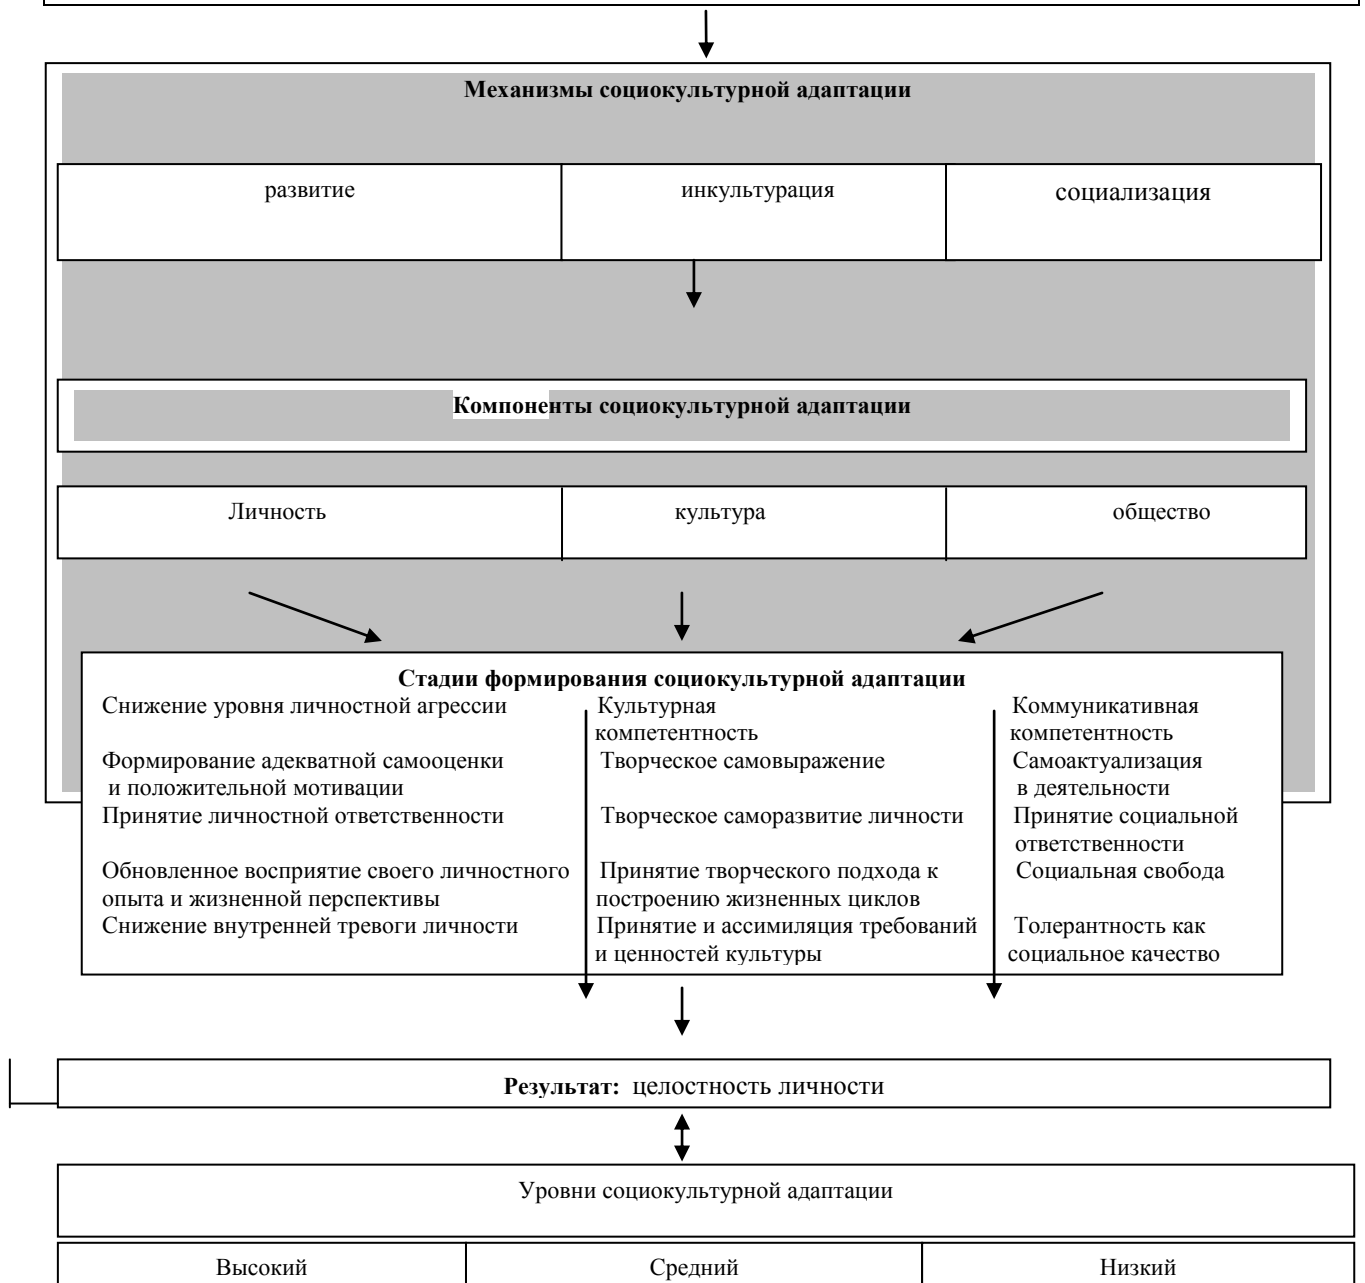 Механизмы социокультурной адаптации
развитие инкультурация социализация
Компоненты социокультурной адаптации
Личность культура общество
Стадии формирования социокультурной адаптации
Снижение уровня личностной агрессии Культурная Коммуникативная
компетентность компетентность
Формирование адекватной самооценки Творческое самовыражение Самоактуализация
и положительной мотивации в деятельности
Принятие личностной ответственности Творческое саморазвитие личности Принятие социальной
ответственности
Обновленное восприятие своего личностного Принятие творческого подхода к Социальная свобода
опыта и жизненной перспективы построению жизненных циклов
Снижение внутренней тревоги личности Принятие и ассимиляция требований Толерантность как
и ценностей культуры социальное качество
Результат: целостность личности
Уровни социокультурной адаптации
Высокий Средний Низкий